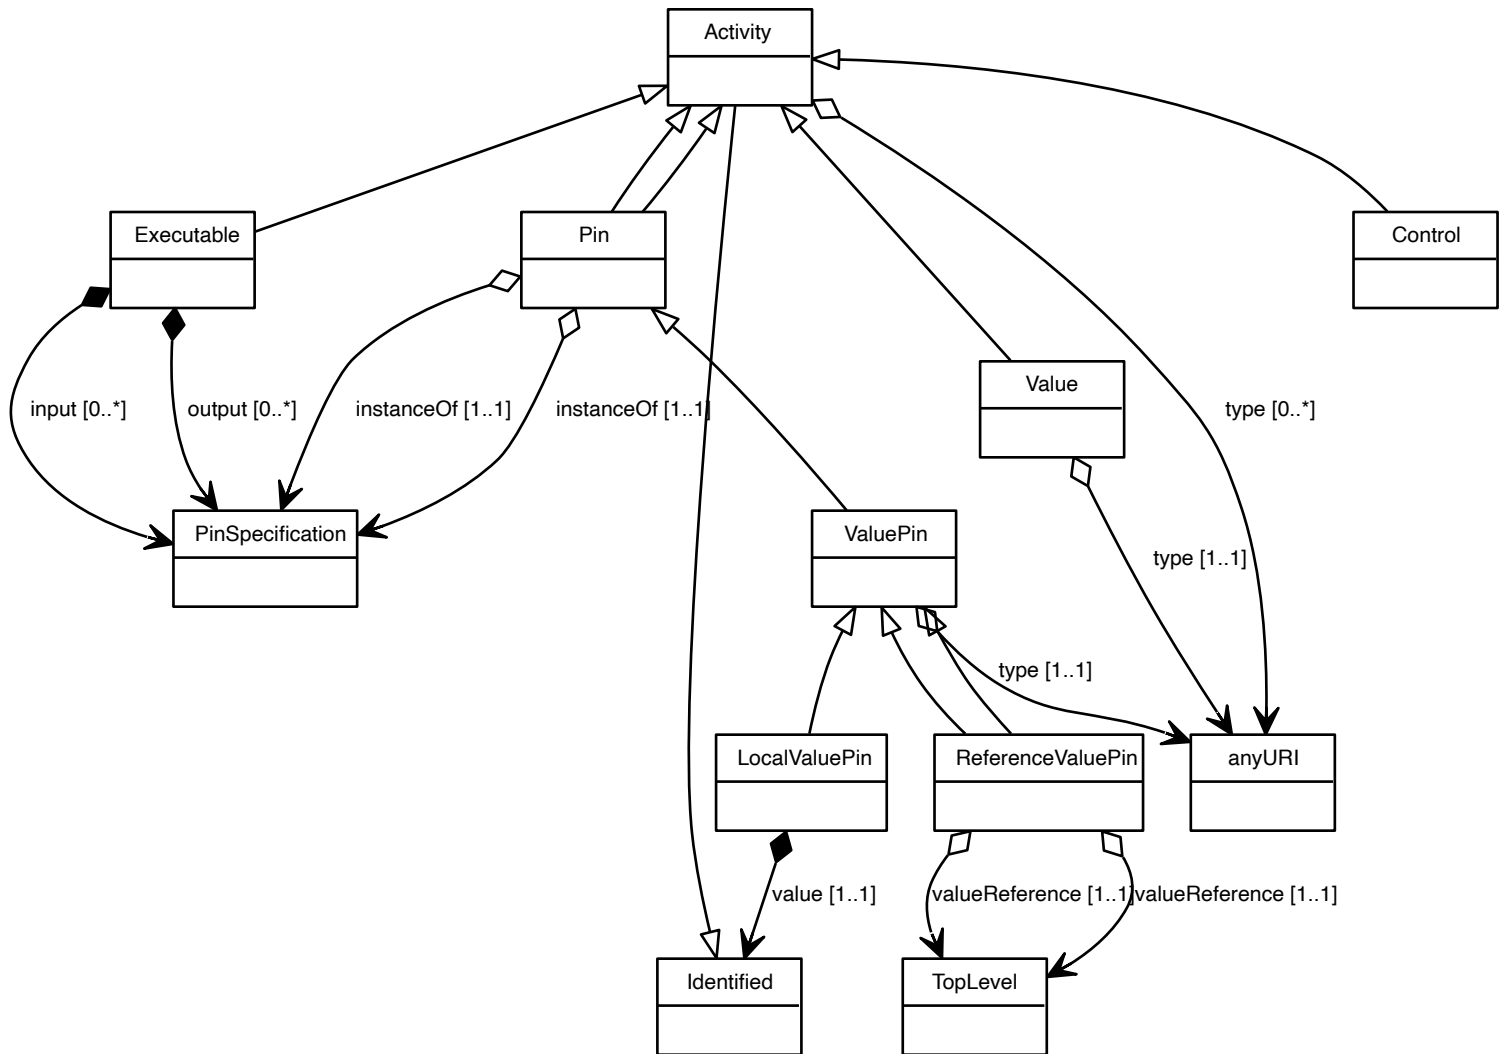 Activity
Executable
Pin
Control
Value
input [0..*]
output [0..*]
instanceOf [1..1]
instanceOf [1..1]
type [0..*]
PinSpecification
ValuePin
type [1..1]
type [1..1]
LocalValuePin
ReferenceValuePin
anyURI
value [1..1]
valueReference [1..1]
valueReference [1..1]
Identified
TopLevel